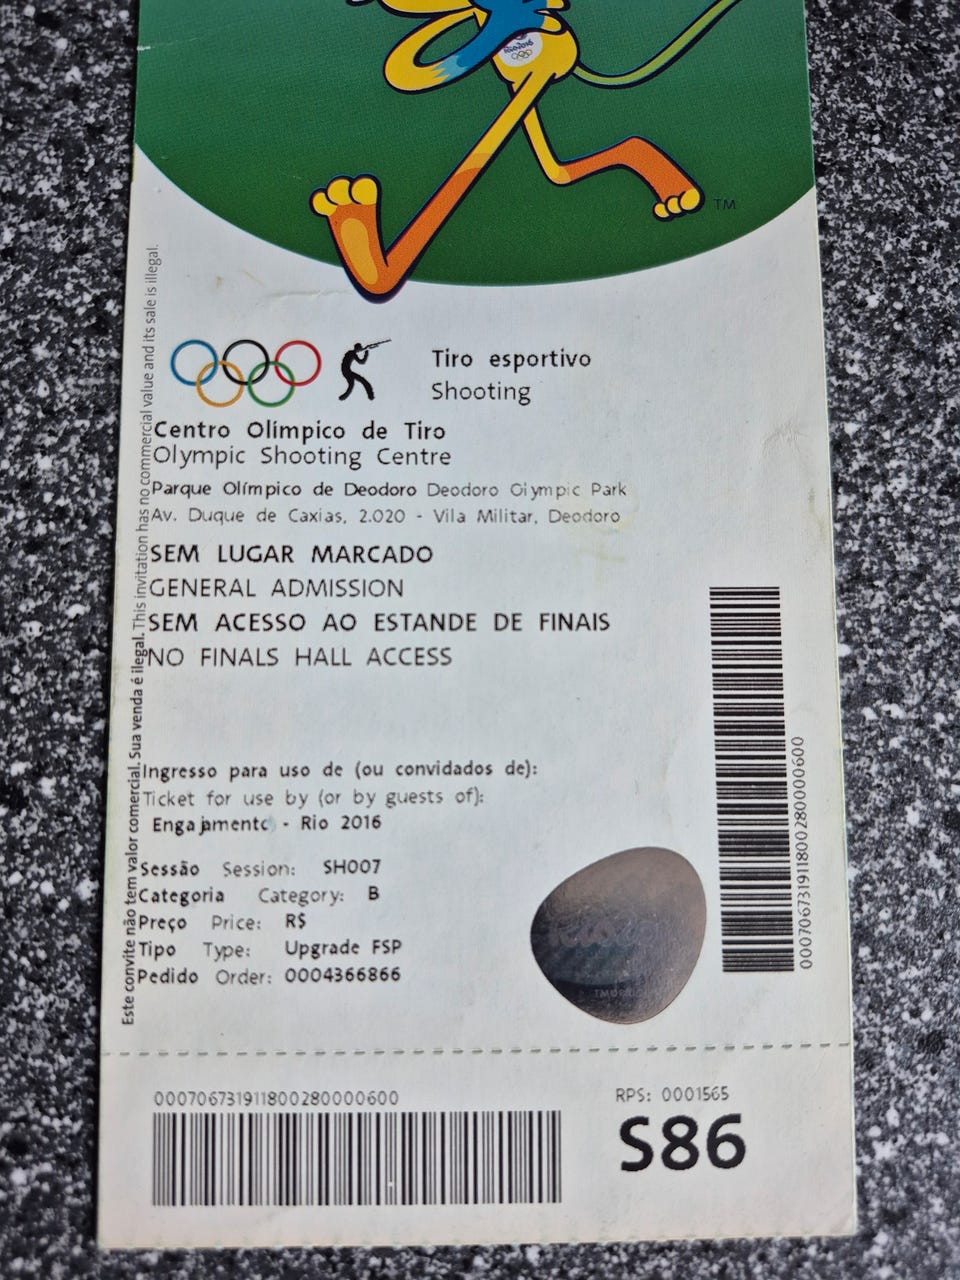 RIO2016
TM
Tiro esportivo
Shooting
Centro Olímpico de Tiro
Olympic Shooting Centre
Parque Olímpico de Deodoro Deodoro Olympic Park
Av. Duque de Caxias, 2.020 - Vila Militar, Deodoro
SEM LUGAR MARCADO
GENERAL ADMISSION
SEM ACESSO AO ESTANDE DE FINAIS
NO FINALS HALL ACCESS
Ingresso para uso de (ou convidados de):
Ticket for use by (or by guests of):
Engajamento - Rio 2016
Sessão Session: SH007
Categoria Category: B
Preço Price: R$
Tipo Type: Upgrade FSP
Pedido Order: 0004366866
Este convite não tem valor comercial. Sua venda é ilegal. This invitation has no commercial value and its sale is illegal.
000706731911800280000600
000706731911800280000600
RPS: 0001565
S86